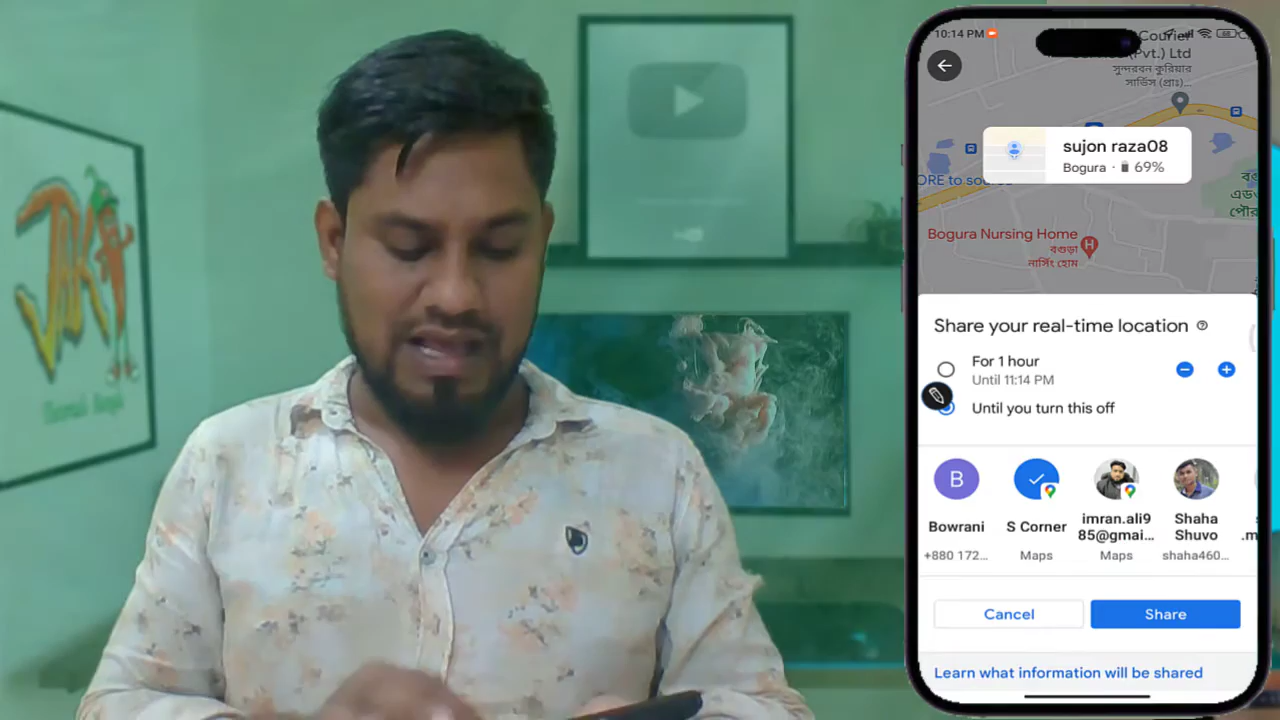 10:14 PM
Courier
(Pvt.) Ltd
সুন্দরবন কুরিয়ার
সার্ভিস (প্রাঃ)...
sujon raza08
Bogura · 69%
ORE to
Bogura Nursing Home
বগুড়া
নার্সিং হোম
Share your real-time location
For 1 hour
Until 11:14 PM
Until you turn this off
B
Bowrani
+880 172...
S Corner
Maps
imran.ali9
85@gmai...
Maps
Shaha
Shuvo
shaha460...
Cancel
Share
Learn what information will be shared